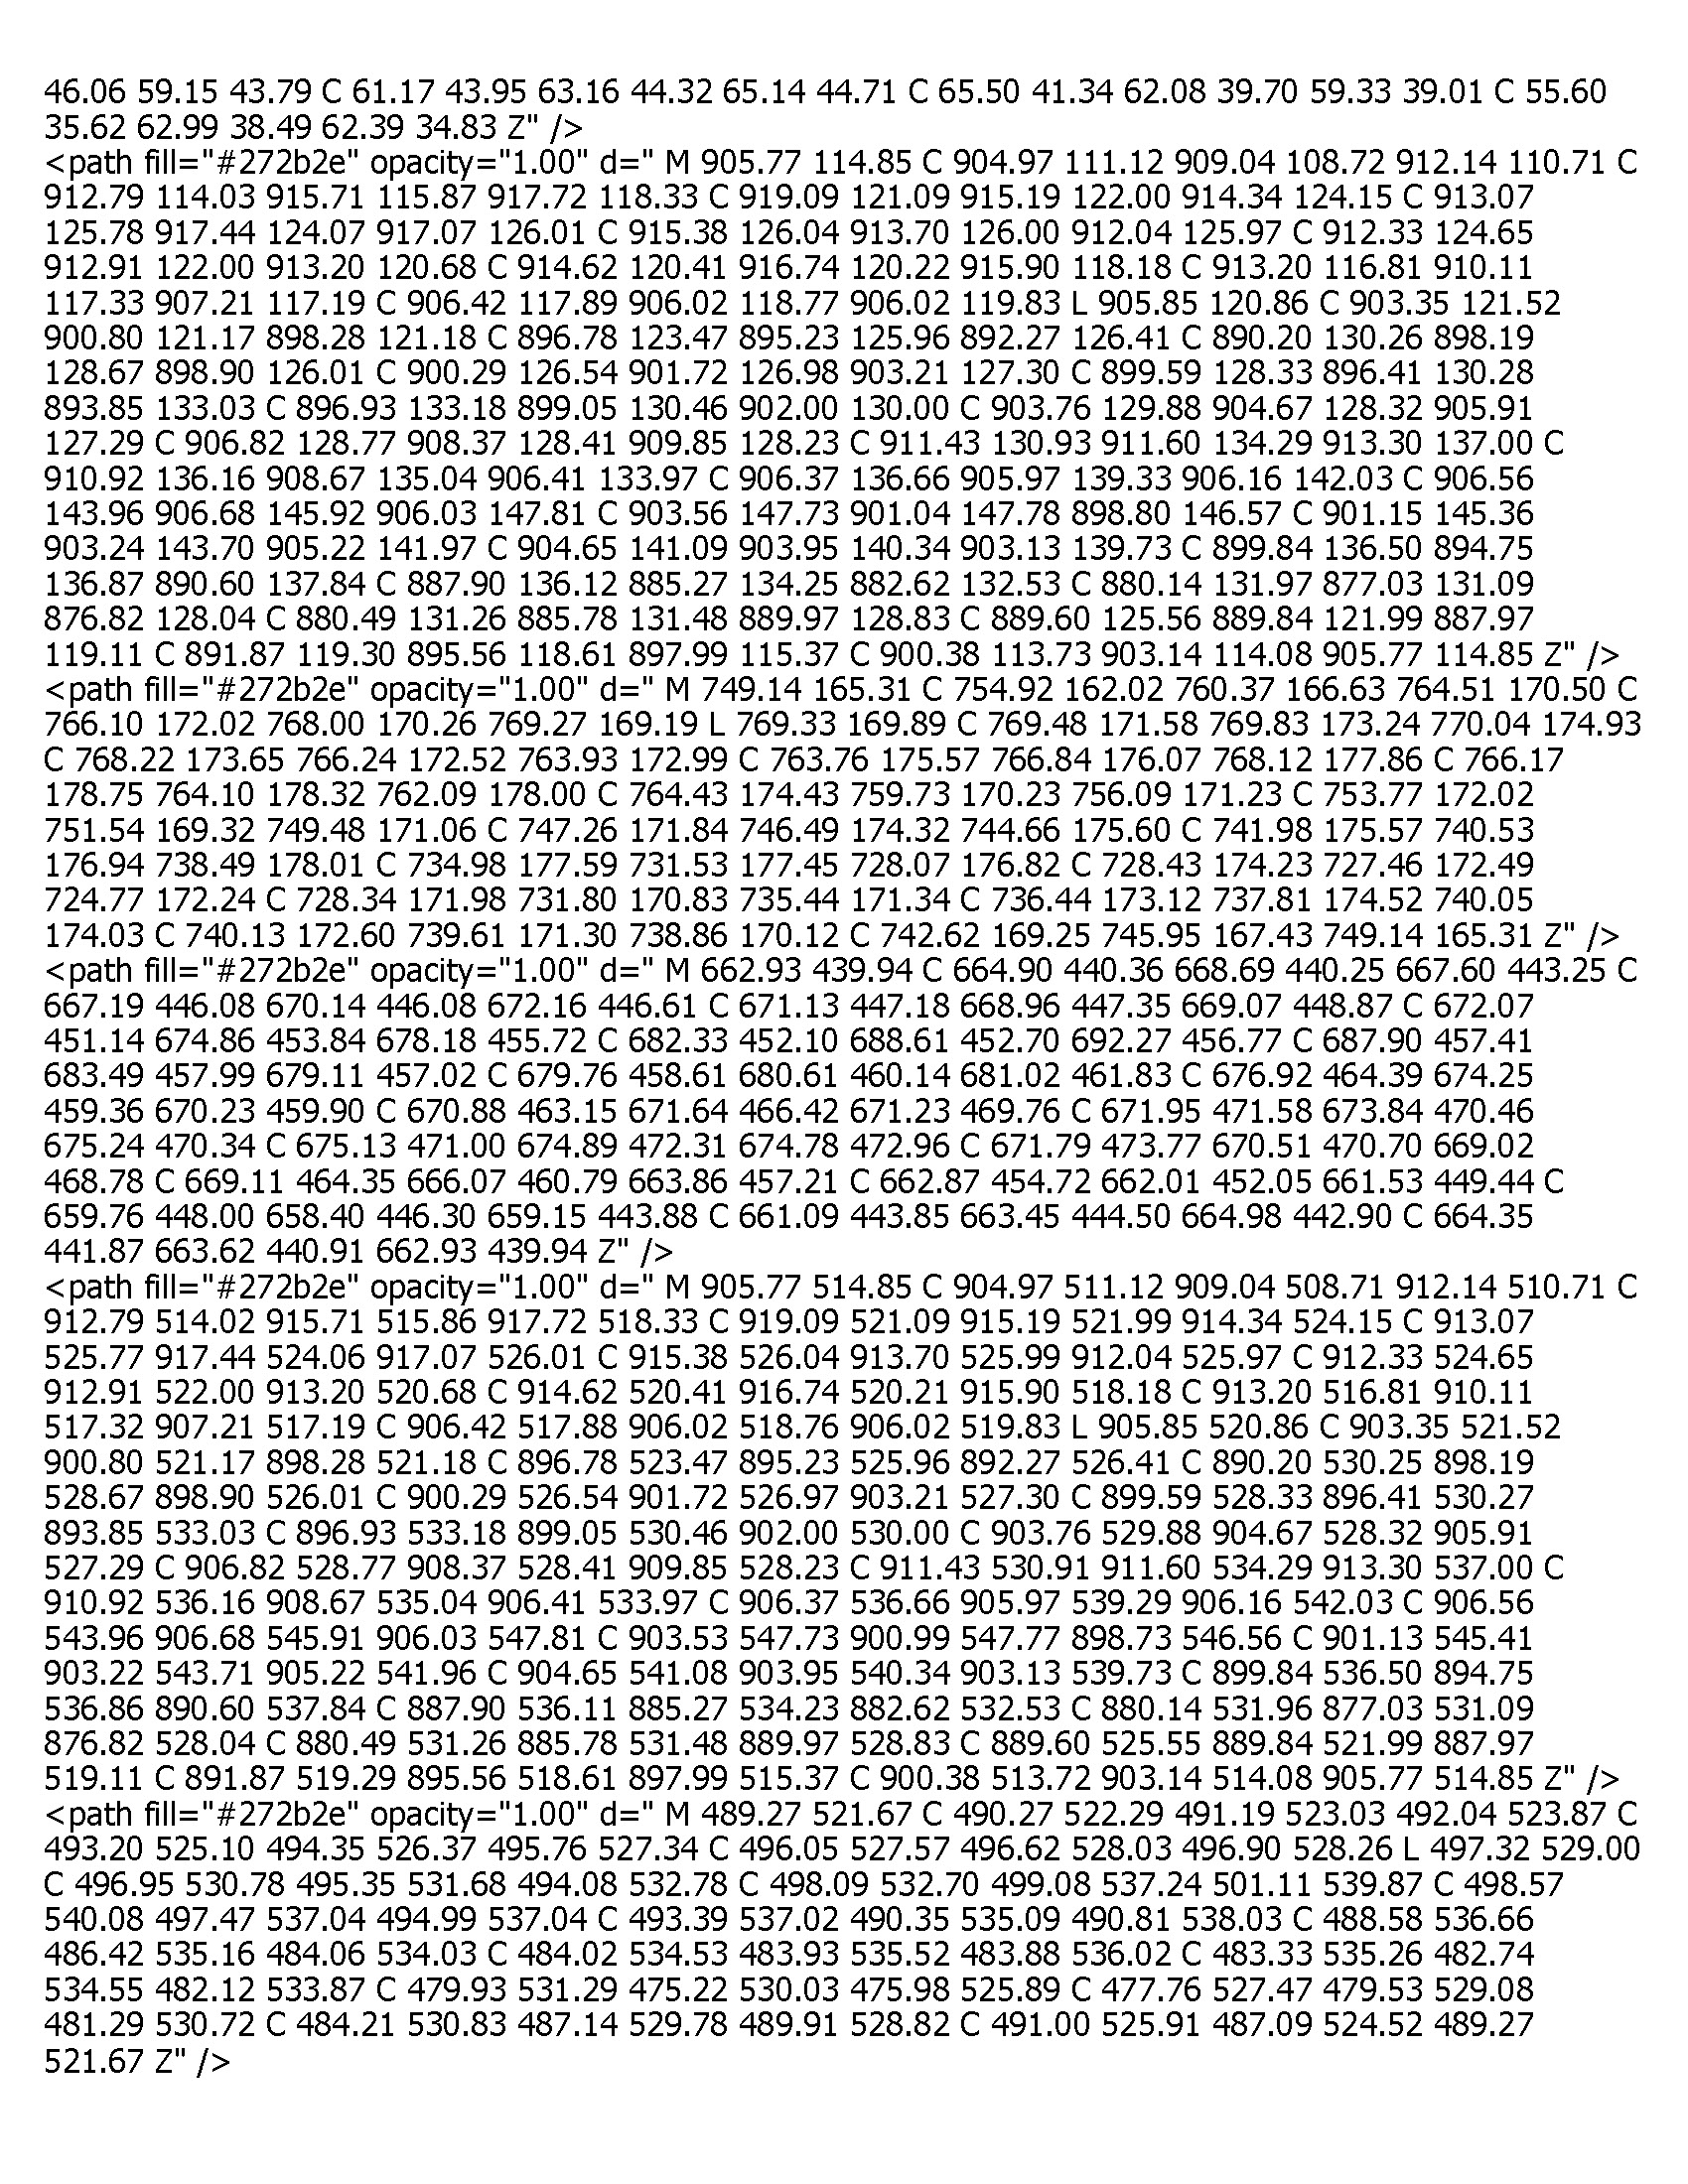 46.06 59.15 43.79 C 61.17 43.95 63.16 44.32 65.14 44.71 C 65.50 41.34 62.08 39.70 59.33 39.01 C 55.60
35.62 62.99 38.49 62.39 34.83 Z" />
<path fill="#272b2e" opacity="1.00" d=" M 905.77 114.85 C 904.97 111.12 909.04 108.72 912.14 110.71 C
912.79 114.03 915.71 115.87 917.72 118.33 C 919.09 121.09 915.19 122.00 914.34 124.15 C 913.07
125.78 917.44 124.07 917.07 126.01 C 915.38 126.04 913.70 126.00 912.04 125.97 C 912.33 124.65
912.91 122.00 913.20 120.68 C 914.62 120.41 916.74 120.22 915.90 118.18 C 913.20 116.81 910.11
117.33 907.21 117.19 C 906.42 117.89 906.02 118.77 906.02 119.83 L 905.85 120.86 C 903.35 121.52
900.80 121.17 898.28 121.18 C 896.78 123.47 895.23 125.96 892.27 126.41 C 890.20 130.26 898.19
128.67 898.90 126.01 C 900.29 126.54 901.72 126.98 903.21 127.30 C 899.59 128.33 896.41 130.28
893.85 133.03 C 896.93 133.18 899.05 130.46 902.00 130.00 C 903.76 129.88 904.67 128.32 905.91
127.29 C 906.82 128.77 908.37 128.41 909.85 128.23 C 911.43 130.93 911.60 134.29 913.30 137.00 C
910.92 136.16 908.67 135.04 906.41 133.97 C 906.37 136.66 905.97 139.33 906.16 142.03 C 906.56
143.96 906.68 145.92 906.03 147.81 C 903.56 147.73 901.04 147.78 898.80 146.57 C 901.15 145.36
903.24 143.70 905.22 141.97 C 904.65 141.09 903.95 140.34 903.13 139.73 C 899.84 136.50 894.75
136.87 890.60 137.84 C 887.90 136.12 885.27 134.25 882.62 132.53 C 880.14 131.97 877.03 131.09
876.82 128.04 C 880.49 131.26 885.78 131.48 889.97 128.83 C 889.60 125.56 889.84 121.99 887.97
119.11 C 891.87 119.30 895.56 118.61 897.99 115.37 C 900.38 113.73 903.14 114.08 905.77 114.85 Z" />
<path fill="#272b2e" opacity="1.00" d=" M 749.14 165.31 C 754.92 162.02 760.37 166.63 764.51 170.50 C
766.10 172.02 768.00 170.26 769.27 169.19 L 769.33 169.89 C 769.48 171.58 769.83 173.24 770.04 174.93
C 768.22 173.65 766.24 172.52 763.93 172.99 C 763.76 175.57 766.84 176.07 768.12 177.86 C 766.17
178.75 764.10 178.32 762.09 178.00 C 764.43 174.43 759.73 170.23 756.09 171.23 C 753.77 172.02
751.54 169.32 749.48 171.06 C 747.26 171.84 746.49 174.32 744.66 175.60 C 741.98 175.57 740.53
176.94 738.49 178.01 C 734.98 177.59 731.53 177.45 728.07 176.82 C 728.43 174.23 727.46 172.49
724.77 172.24 C 728.34 171.98 731.80 170.83 735.44 171.34 C 736.44 173.12 737.81 174.52 740.05
174.03 C 740.13 172.60 739.61 171.30 738.86 170.12 C 742.62 169.25 745.95 167.43 749.14 165.31 Z" />
<path fill="#272b2e" opacity="1.00" d=" M 662.93 439.94 C 664.90 440.36 668.69 440.25 667.60 443.25 C
667.19 446.08 670.14 446.08 672.16 446.61 C 671.13 447.18 668.96 447.35 669.07 448.87 C 672.07
451.14 674.86 453.84 678.18 455.72 C 682.33 452.10 688.61 452.70 692.27 456.77 C 687.90 457.41
683.49 457.99 679.11 457.02 C 679.76 458.61 680.61 460.14 681.02 461.83 C 676.92 464.39 674.25
459.36 670.23 459.90 C 670.88 463.15 671.64 466.42 671.23 469.76 C 671.95 471.58 673.84 470.46
675.24 470.34 C 675.13 471.00 674.89 472.31 674.78 472.96 C 671.79 473.77 670.51 470.70 669.02
468.78 C 669.11 464.35 666.07 460.79 663.86 457.21 C 662.87 454.72 662.01 452.05 661.53 449.44 C
659.76 448.00 658.40 446.30 659.15 443.88 C 661.09 443.85 663.45 444.50 664.98 442.90 C 664.35
441.87 663.62 440.91 662.93 439.94 Z" />
<path fill="#272b2e" opacity="1.00" d=" M 905.77 514.85 C 904.97 511.12 909.04 508.71 912.14 510.71 C
912.79 514.02 915.71 515.86 917.72 518.33 C 919.09 521.09 915.19 521.99 914.34 524.15 C 913.07
525.77 917.44 524.06 917.07 526.01 C 915.38 526.04 913.70 525.99 912.04 525.97 C 912.33 524.65
912.91 522.00 913.20 520.68 C 914.62 520.41 916.74 520.21 915.90 518.18 C 913.20 516.81 910.11
517.32 907.21 517.19 C 906.42 517.88 906.02 518.76 906.02 519.83 L 905.85 520.86 C 903.35 521.52
900.80 521.17 898.28 521.18 C 896.78 523.47 895.23 525.96 892.27 526.41 C 890.20 530.25 898.19
528.67 898.90 526.01 C 900.29 526.54 901.72 526.97 903.21 527.30 C 899.59 528.33 896.41 530.27
893.85 533.03 C 896.93 533.18 899.05 530.46 902.00 530.00 C 903.76 529.88 904.67 528.32 905.91
527.29 C 906.82 528.77 908.37 528.41 909.85 528.23 C 911.43 530.91 911.60 534.29 913.30 537.00 C
910.92 536.16 908.67 535.04 906.41 533.97 C 906.37 536.66 905.97 539.29 906.16 542.03 C 906.56
543.96 906.68 545.91 906.03 547.81 C 903.53 547.73 900.99 547.77 898.73 546.56 C 901.13 545.41
903.22 543.71 905.22 541.96 C 904.65 541.08 903.95 540.34 903.13 539.73 C 899.84 536.50 894.75
536.86 890.60 537.84 C 887.90 536.11 885.27 534.23 882.62 532.53 C 880.14 531.96 877.03 531.09
876.82 528.04 C 880.49 531.26 885.78 531.48 889.97 528.83 C 889.60 525.55 889.84 521.99 887.97
519.11 C 891.87 519.29 895.56 518.61 897.99 515.37 C 900.38 513.72 903.14 514.08 905.77 514.85 Z" />
<path fill="#272b2e" opacity="1.00" d=" M 489.27 521.67 C 490.27 522.29 491.19 523.03 492.04 523.87 C
493.20 525.10 494.35 526.37 495.76 527.34 C 496.05 527.57 496.62 528.03 496.90 528.26 L 497.32 529.00
C 496.95 530.78 495.35 531.68 494.08 532.78 C 498.09 532.70 499.08 537.24 501.11 539.87 C 498.57
540.08 497.47 537.04 494.99 537.04 C 493.39 537.02 490.35 535.09 490.81 538.03 C 488.58 536.66
486.42 535.16 484.06 534.03 C 484.02 534.53 483.93 535.52 483.88 536.02 C 483.33 535.26 482.74
534.55 482.12 533.87 C 479.93 531.29 475.22 530.03 475.98 525.89 C 477.76 527.47 479.53 529.08
481.29 530.72 C 484.21 530.83 487.14 529.78 489.91 528.82 C 491.00 525.91 487.09 524.52 489.27
521.67 Z" />